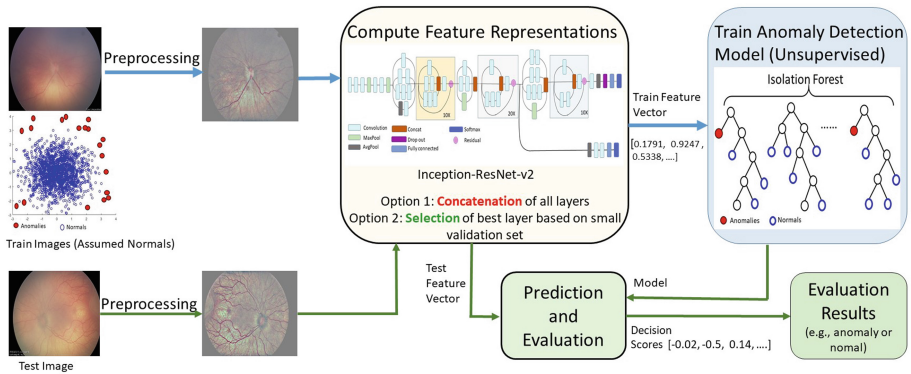 Preprocessing
Compute Feature Representations
Train Anomaly Detection
Model (Unsupervised)
Isolation Forest
10X
20X
10X
Convolution
MaxPool
AvgPool
Concat
Drop out
Fully connected
Softmax
Residual
Inception-ResNet-v2
Option 1: Concatenation of all layers
Option 2: Selection of best layer based on small
validation set
Train Feature
Vector
[0.1791, 0.9247,
0.5338, ....]
......
Anomalies
Normals
Anomalies
Normals
Train Images (Assumed Normals)
Preprocessing
Test Image
Test
Feature
Vector
Prediction
and
Evaluation
Model
Decision
Scores [-0.02, -0.5, 0.14, ....]
Evaluation
Results
(e.g., anomaly or
nomal)